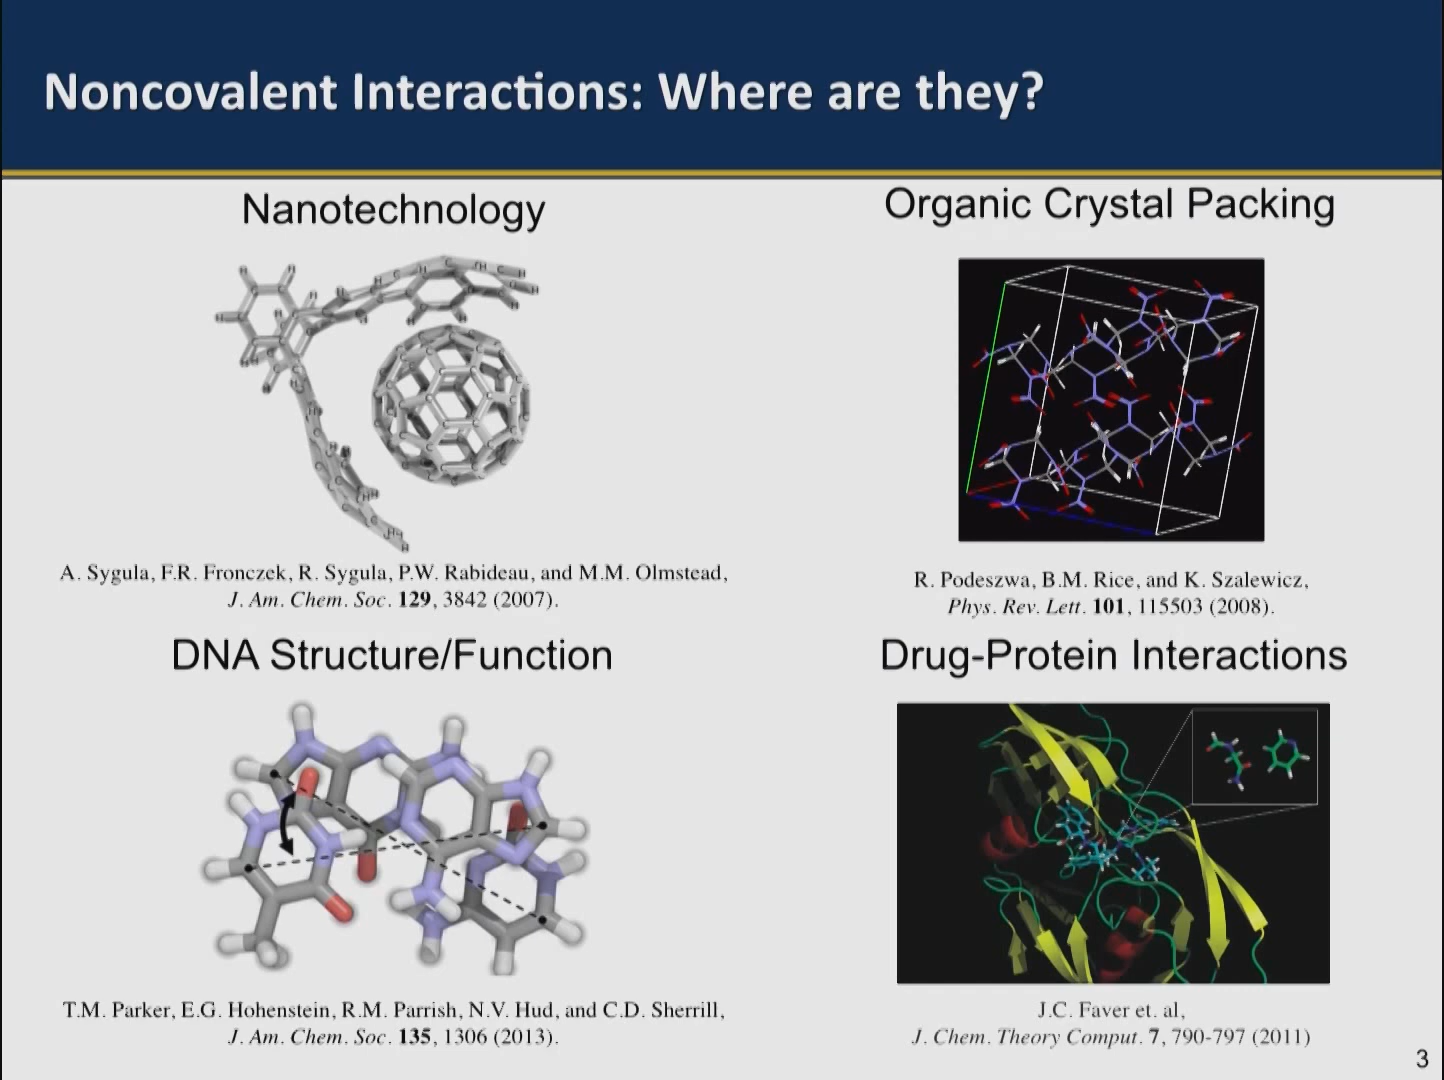 Noncovalent Interactions: Where are they?
Nanotechnology
A. Sygula, F.R. Fronczek, R. Sygula, P.W. Rabideau, and M.M. Olmstead,
J. Am. Chem. Soc. 129, 3842 (2007).
Organic Crystal Packing
R. Podeszwa, B.M. Rice, and K. Szalewicz,
Phys. Rev. Lett. 101, 115503 (2008).
DNA Structure/Function
T.M. Parker, E.G. Hohenstein, R.M. Parrish, N.V. Hud, and C.D. Sherrill,
J. Am. Chem. Soc. 135, 1306 (2013).
Drug-Protein Interactions
J.C. Faver et. al,
J. Chem. Theory Comput. 7, 790-797 (2011)
3